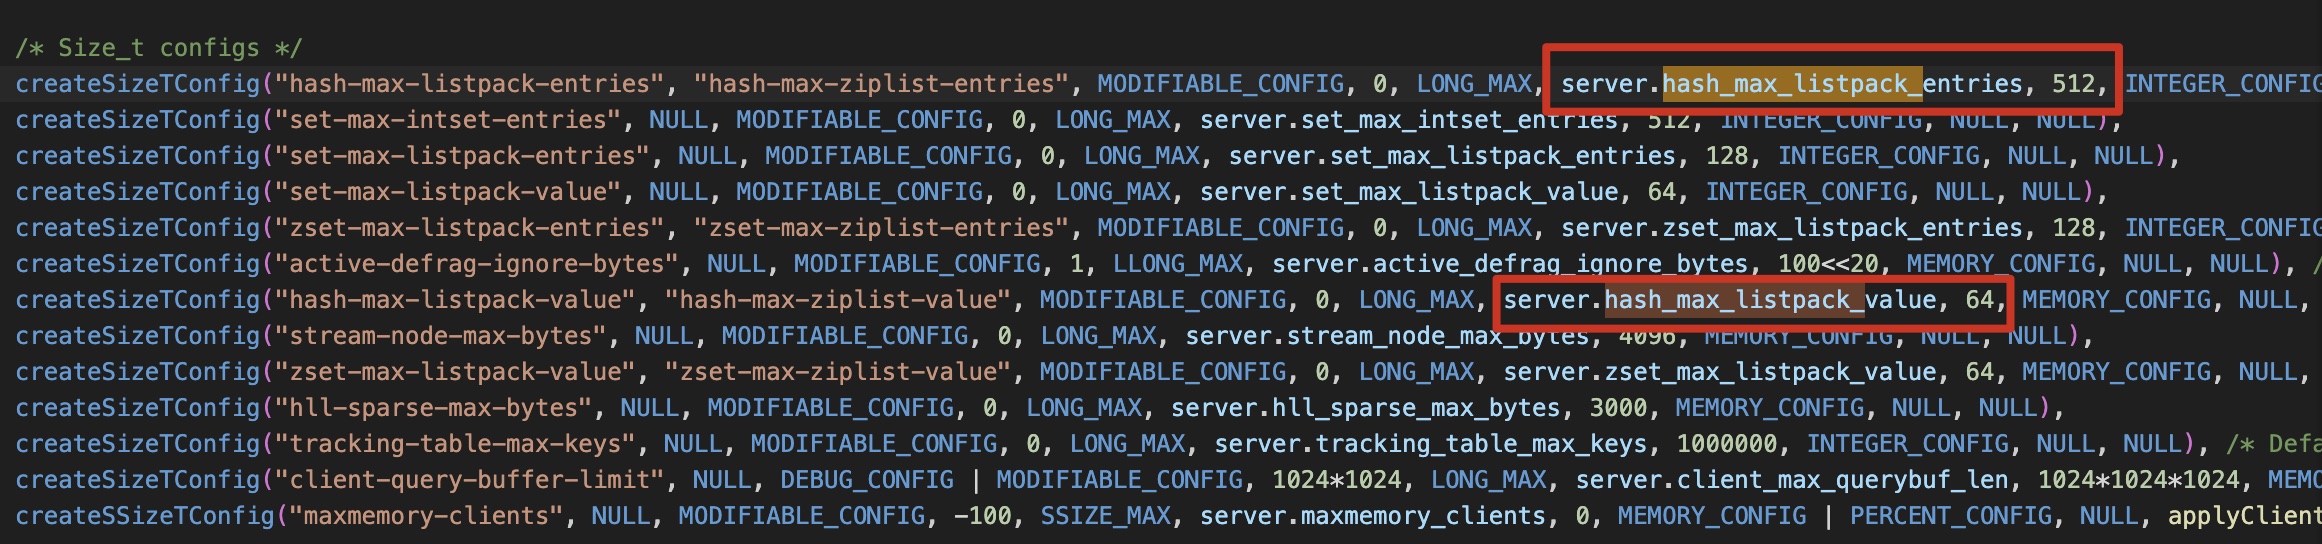 /* Size_t configs */
createSizeTConfig("hash-max-listpack-entries", "hash-max-ziplist-entries", MODIFIABLE_CONFIG, 0, LONG_MAX, server.hash_max_listpack_entries, 512, INTEGER_CONFIG
createSizeTConfig("set-max-intset-entries", NULL, MODIFIABLE_CONFIG, 0, LONG_MAX, server.set_max_intset_entries, 512, INTEGER_CONFIG, NULL, NULL),
createSizeTConfig("set-max-listpack-entries", NULL, MODIFIABLE_CONFIG, 0, LONG_MAX, server.set_max_listpack_entries, 128, INTEGER_CONFIG, NULL, NULL),
createSizeTConfig("set-max-listpack-value", NULL, MODIFIABLE_CONFIG, 0, LONG_MAX, server.set_max_listpack_value, 64, INTEGER_CONFIG, NULL, NULL),
createSizeTConfig("zset-max-listpack-entries", "zset-max-ziplist-entries", MODIFIABLE_CONFIG, 0, LONG_MAX, server.zset_max_listpack_entries, 128, INTEGER_CONFIG
createSizeTConfig("active-defrag-ignore-bytes", NULL, MODIFIABLE_CONFIG, 1, LLONG_MAX, server.active_defrag_ignore_bytes, 100<<20, MEMORY_CONFIG, NULL, NULL), /
createSizeTConfig("hash-max-listpack-value", "hash-max-ziplist-value", MODIFIABLE_CONFIG, 0, LONG_MAX, server.hash_max_listpack_value, 64, MEMORY_CONFIG, NULL,
createSizeTConfig("stream-node-max-bytes", NULL, MODIFIABLE_CONFIG, 0, LONG_MAX, server.stream_node_max_bytes, 4096, MEMORY_CONFIG, NULL, NULL),
createSizeTConfig("zset-max-listpack-value", "zset-max-ziplist-value", MODIFIABLE_CONFIG, 0, LONG_MAX, server.zset_max_listpack_value, 64, MEMORY_CONFIG, NULL,
createSizeTConfig("hll-sparse-max-bytes", NULL, MODIFIABLE_CONFIG, 0, LONG_MAX, server.hll_sparse_max_bytes, 3000, MEMORY_CONFIG, NULL, NULL),
createSizeTConfig("tracking-table-max-keys", NULL, MODIFIABLE_CONFIG, 0, LONG_MAX, server.tracking_table_max_keys, 1000000, INTEGER_CONFIG, NULL, NULL), /* Defa
createSizeTConfig("client-query-buffer-limit", NULL, DEBUG_CONFIG | MODIFIABLE_CONFIG, 1024*1024, LONG_MAX, server.client_max_querybuf_len, 1024*1024*1024, MEMO
createSSizeTConfig("maxmemory-clients", NULL, MODIFIABLE_CONFIG, -100, SSIZE_MAX, server.maxmemory_clients, 0, MEMORY_CONFIG | PERCENT_CONFIG, NULL, applyClient